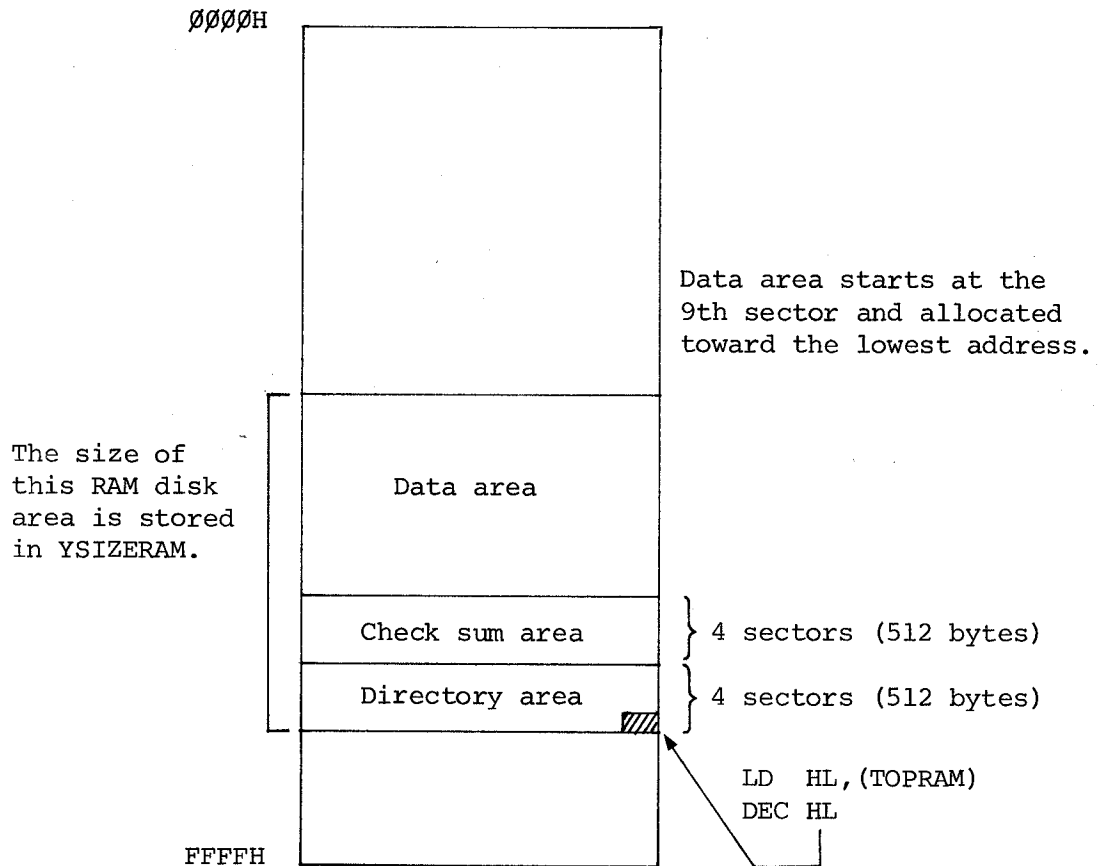 ØØØØH
Data area starts at the
9th sector and allocated
toward the lowest address.
The size of
this RAM disk
area is stored
in YSIZERAM.
Data area
Check sum area
4 sectors (512 bytes)
Directory area
4 sectors (512 bytes)
LD HL,(TOPRAM)
DEC HL
FFFFH